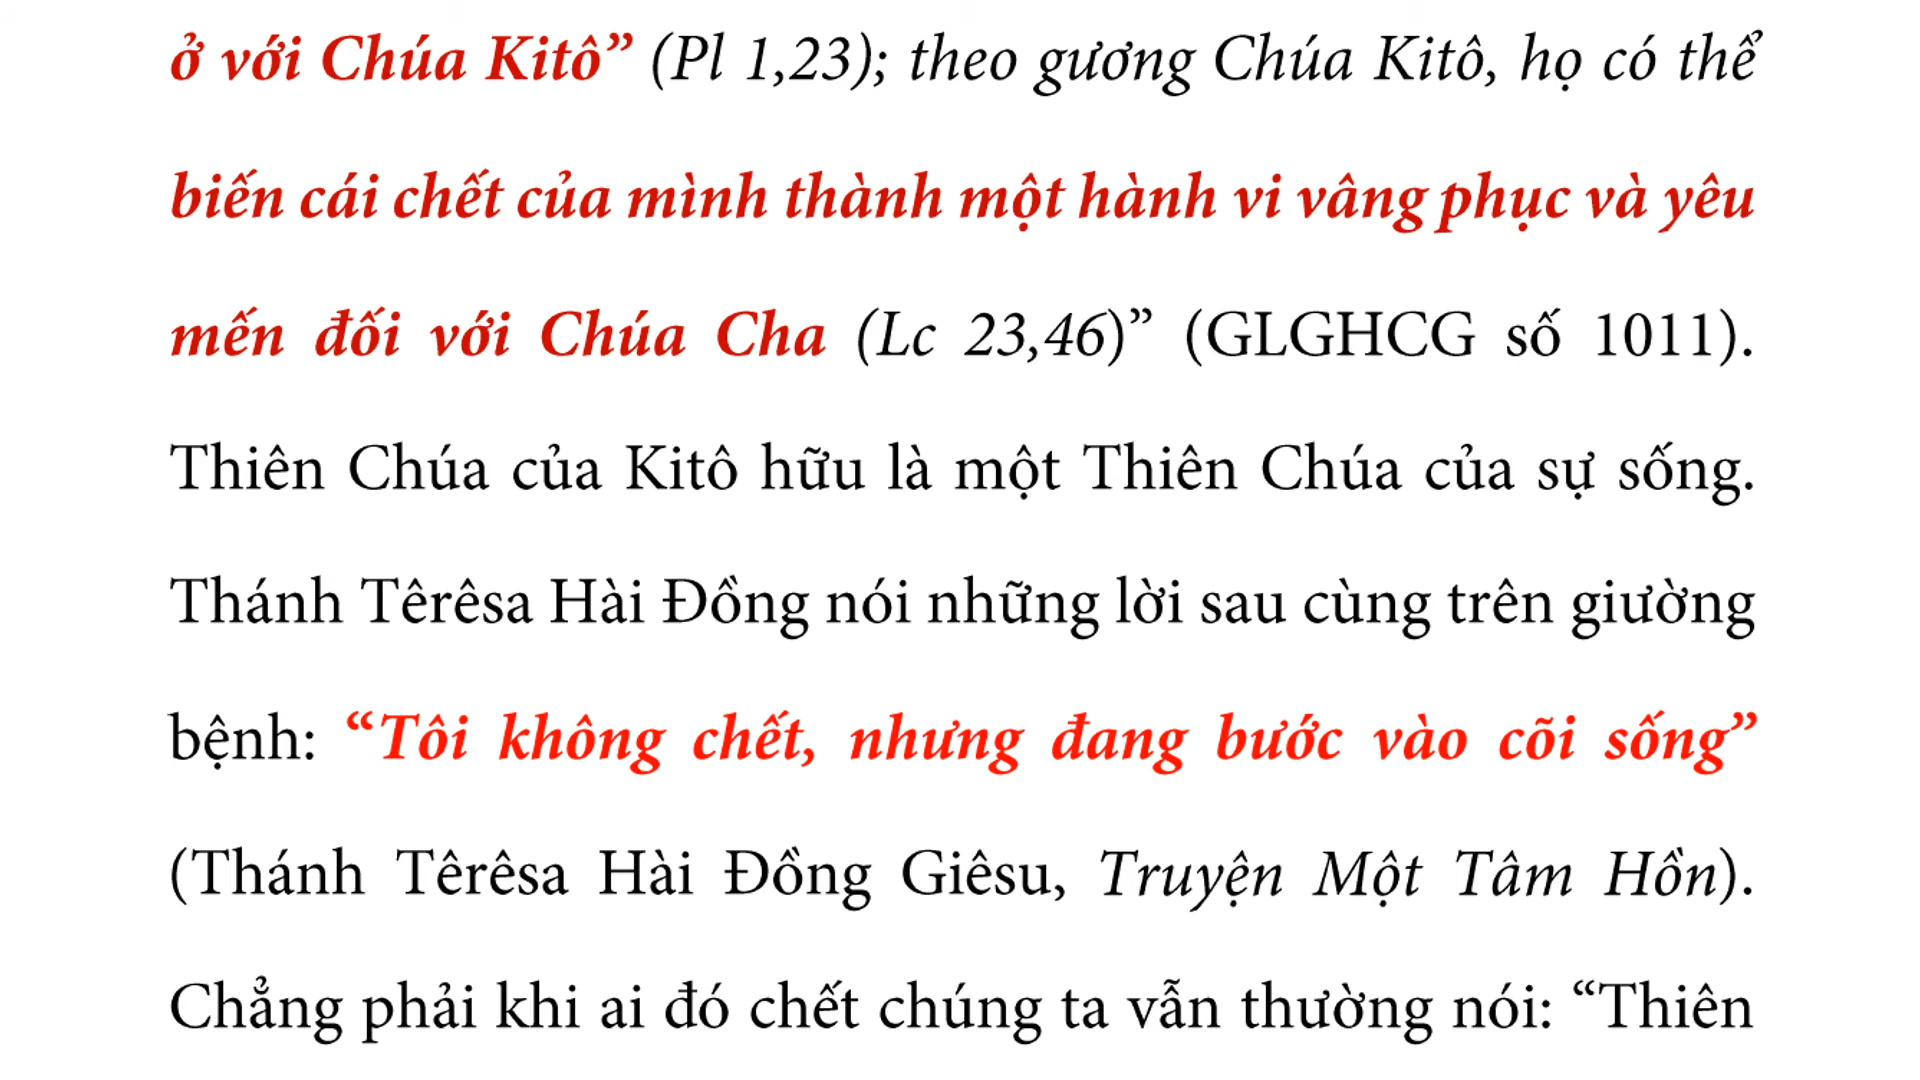 ở với Chúa Kitô” (Pl 1,23); theo gương Chúa Kitô, họ có thể
biến cái chết của mình thành một hành vi vâng phục và yêu
mến đối với Chúa Cha (Lc 23,46)” (GLGHCG số 1011).
Thiên Chúa của Kitô hữu là một Thiên Chúa của sự sống.
Thánh Têrêsa Hài Đồng nói những lời sau cùng trên giường
bệnh: “Tôi không chết, nhưng đang bước vào cõi sống”
(Thánh Têrêsa Hài Đồng Giêsu, Truyện Một Tâm Hồn).
Chẳng phải khi ai đó chết chúng ta vẫn thường nói: “Thiên